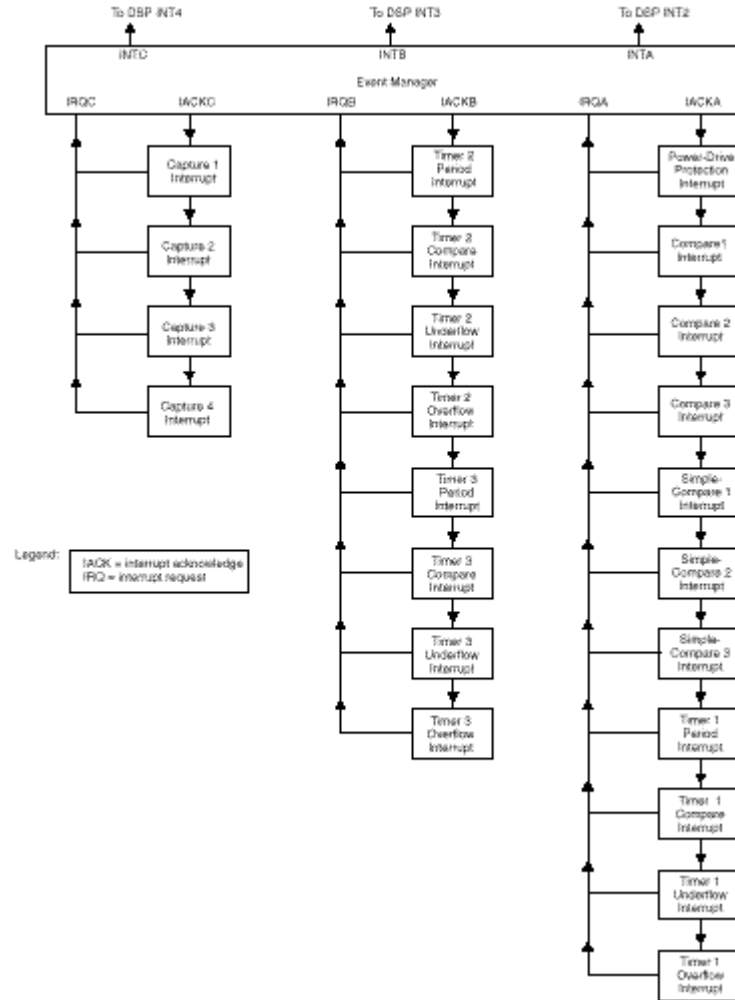 To DSP INT4
To DSP INT3
To DSP INT2
INTC
INTB
INTA
Event Manager
IRQC
IACKC
IRQB
IACKB
IRQA
IACKA
Capture 1
Interrupt
Capture 2
Interrupt
Capture 3
Interrupt
Capture 4
Interrupt
Timer 2
Period
Interrupt
Timer 2
Compare
Interrupt
Timer 2
Underflow
Interrupt
Timer 2
Overflow
Interrupt
Timer 3
Period
Interrupt
Timer 3
Compare
Interrupt
Timer 3
Underflow
Interrupt
Timer 3
Overflow
Interrupt
Power-Drive
Protection
Interrupt
Compare1
Interrupt
Compare 2
Interrupt
Compare 3
Interrupt
Simple-
Compare 1
Interrupt
Simple-
Compare 2
Interrupt
Simple-
Compare 3
Interrupt
Timer 1
Period
Interrupt
Timer 1
Compare
Interrupt
Timer 1
Underflow
Interrupt
Timer 1
Overflow
Interrupt
Legend:
IACK = interrupt acknowledge
IRQ = interrupt request